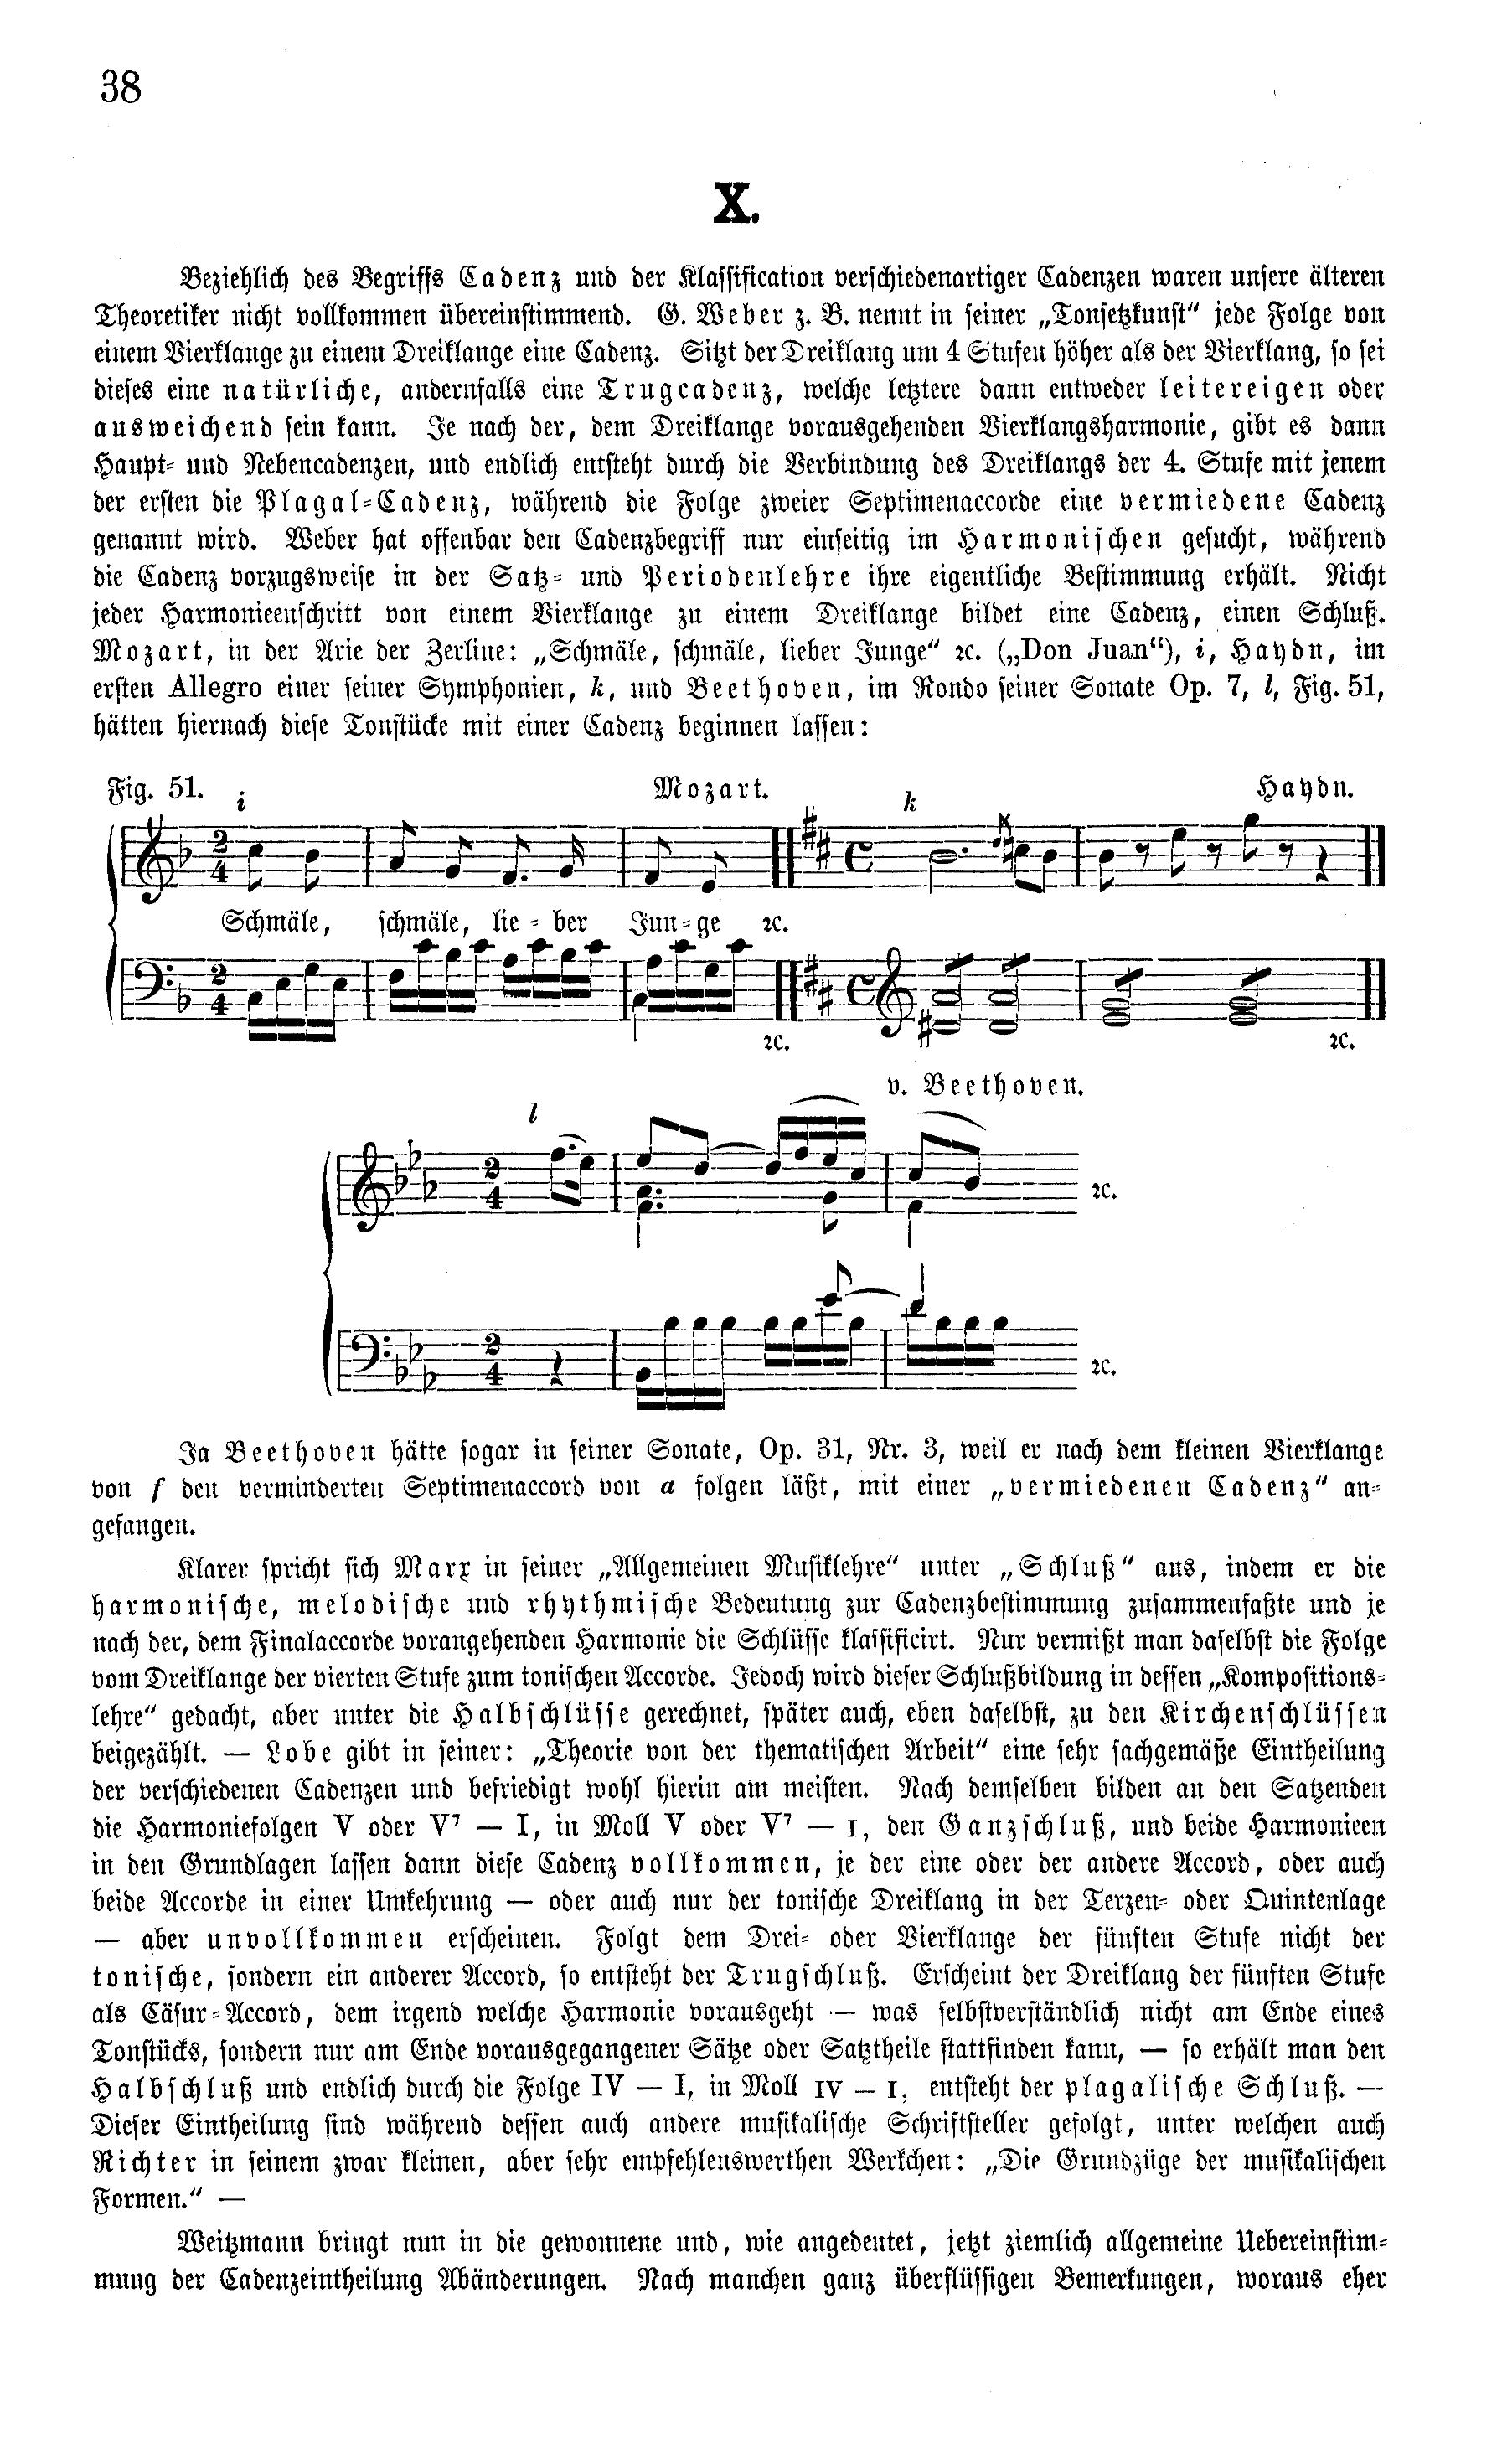 38
X.
Beziehlich des Begriffs Cadenz und der Klassification verschiedenartiger Cadenzen waren unsere älteren
Theoretiker nicht vollkommen übereinstimmend. G. Weber z. B. nennt in seiner „Tonsetzkunst“ jede Folge von
einem Vierklange zu einem Dreiklange eine Cadenz. Sitzt der Dreiklang um 4 Stufen höher als der Vierklang, so sei
dieses eine natürliche, andernfalls eine Trugcadenz, welche letztere dann entweder leitereigen oder
ausweichend sein kann. Je nach der, dem Dreiklange vorausgehenden Vierklangsharmonie, gibt es dann
Haupt- und Nebencadenzen, und endlich entsteht durch die Verbindung des Dreiklangs der 4. Stufe mit jenem
der ersten die Plagal-Cadenz, während die Folge zweier Septimenaccorde eine vermiedene Cadenz
genannt wird. Weber hat offenbar den Cadenzbegriff nur einseitig im Harmonischen gesucht, während
die Cadenz vorzugsweise in der Satz- und Periodenlehre ihre eigentliche Bestimmung erhält. Nicht
jeder Harmonieenschritt von einem Vierklange zu einem Dreiklange bildet eine Cadenz, einen Schluß.
Mozart, in der Arie der Zerline: „Schmäle, schmäle, lieber Junge“ ꝛc. („Don Juan“), i, Haydn, im
ersten Allegro einer seiner Symphonien, k, und Beethoven, im Rondo seiner Sonate Op. 7, l, Fig. 51,
hätten hiernach diese Tonstücke mit einer Cadenz beginnen lassen:
Fig. 51. i Mozart. k Haydn.
2/4
Schmäle, schmäle, lie-ber Jun-ge ꝛc.
2/4
ꝛc. ꝛc.
v. Beethoven.
l
2/4 ꝛc.
2/4 ꝛc.
Ja Beethoven hätte sogar in seiner Sonate, Op. 31, Nr. 3, weil er nach dem kleinen Vierklange
von f den verminderten Septimenaccord von a folgen läßt, mit einer „vermiedenen Cadenz“ an-
gefangen.
Klarer spricht sich Marx in seiner „Allgemeinen Musiklehre“ unter „Schluß“ aus, indem er die
harmonische, melodische und rhythmische Bedeutung zur Cadenzbestimmung zusammenfaßte und je
nach der, dem Finalaccorde vorangehenden Harmonie die Schlüsse klassificirt. Nur vermißt man daselbst die Folge
vom Dreiklange der vierten Stufe zum tonischen Accorde. Jedoch wird dieser Schlußbildung in dessen „Kompositions-
lehre“ gedacht, aber unter die Halbschlüsse gerechnet, später auch, eben daselbst, zu den Kirchenschlüssen
beigezählt. — Lobe gibt in seiner: „Theorie von der thematischen Arbeit“ eine sehr sachgemäße Eintheilung
der verschiedenen Cadenzen und befriedigt wohl hierin am meisten. Nach demselben bilden an den Satzenden
die Harmoniefolgen V oder V⁷ — I, in Moll V oder V⁷ — ɪ, den Ganzschluß, und beide Harmonieen
in den Grundlagen lassen dann diese Cadenz vollkommen, je der eine oder der andere Accord, oder auch
beide Accorde in einer Umkehrung — oder auch nur der tonische Dreiklang in der Terzen- oder Quintenlage
— aber unvollkommen erscheinen. Folgt dem Drei- oder Vierklange der fünften Stufe nicht der
tonische, sondern ein anderer Accord, so entsteht der Trugschluß. Erscheint der Dreiklang der fünften Stufe
als Cäsur-Accord, dem irgend welche Harmonie vorausgeht — was selbstverständlich nicht am Ende eines
Tonstücks, sondern nur am Ende vorausgegangener Sätze oder Satztheile stattfinden kann, — so erhält man den
Halbschluß und endlich durch die Folge IV — I, in Moll ɪᴠ — ɪ, entsteht der plagalische Schluß. —
Dieser Eintheilung sind während dessen auch andere musikalische Schriftsteller gefolgt, unter welchen auch
Richter in seinem zwar kleinen, aber sehr empfehlenswerthen Werkchen: „Die Grundzüge der musikalischen
Formen.“ —
Weitzmann bringt nun in die gewonnene und, wie angedeutet, jetzt ziemlich allgemeine Uebereinstim-
mung der Cadenzeintheilung Abänderungen. Nach manchen ganz überflüssigen Bemerkungen, woraus eher